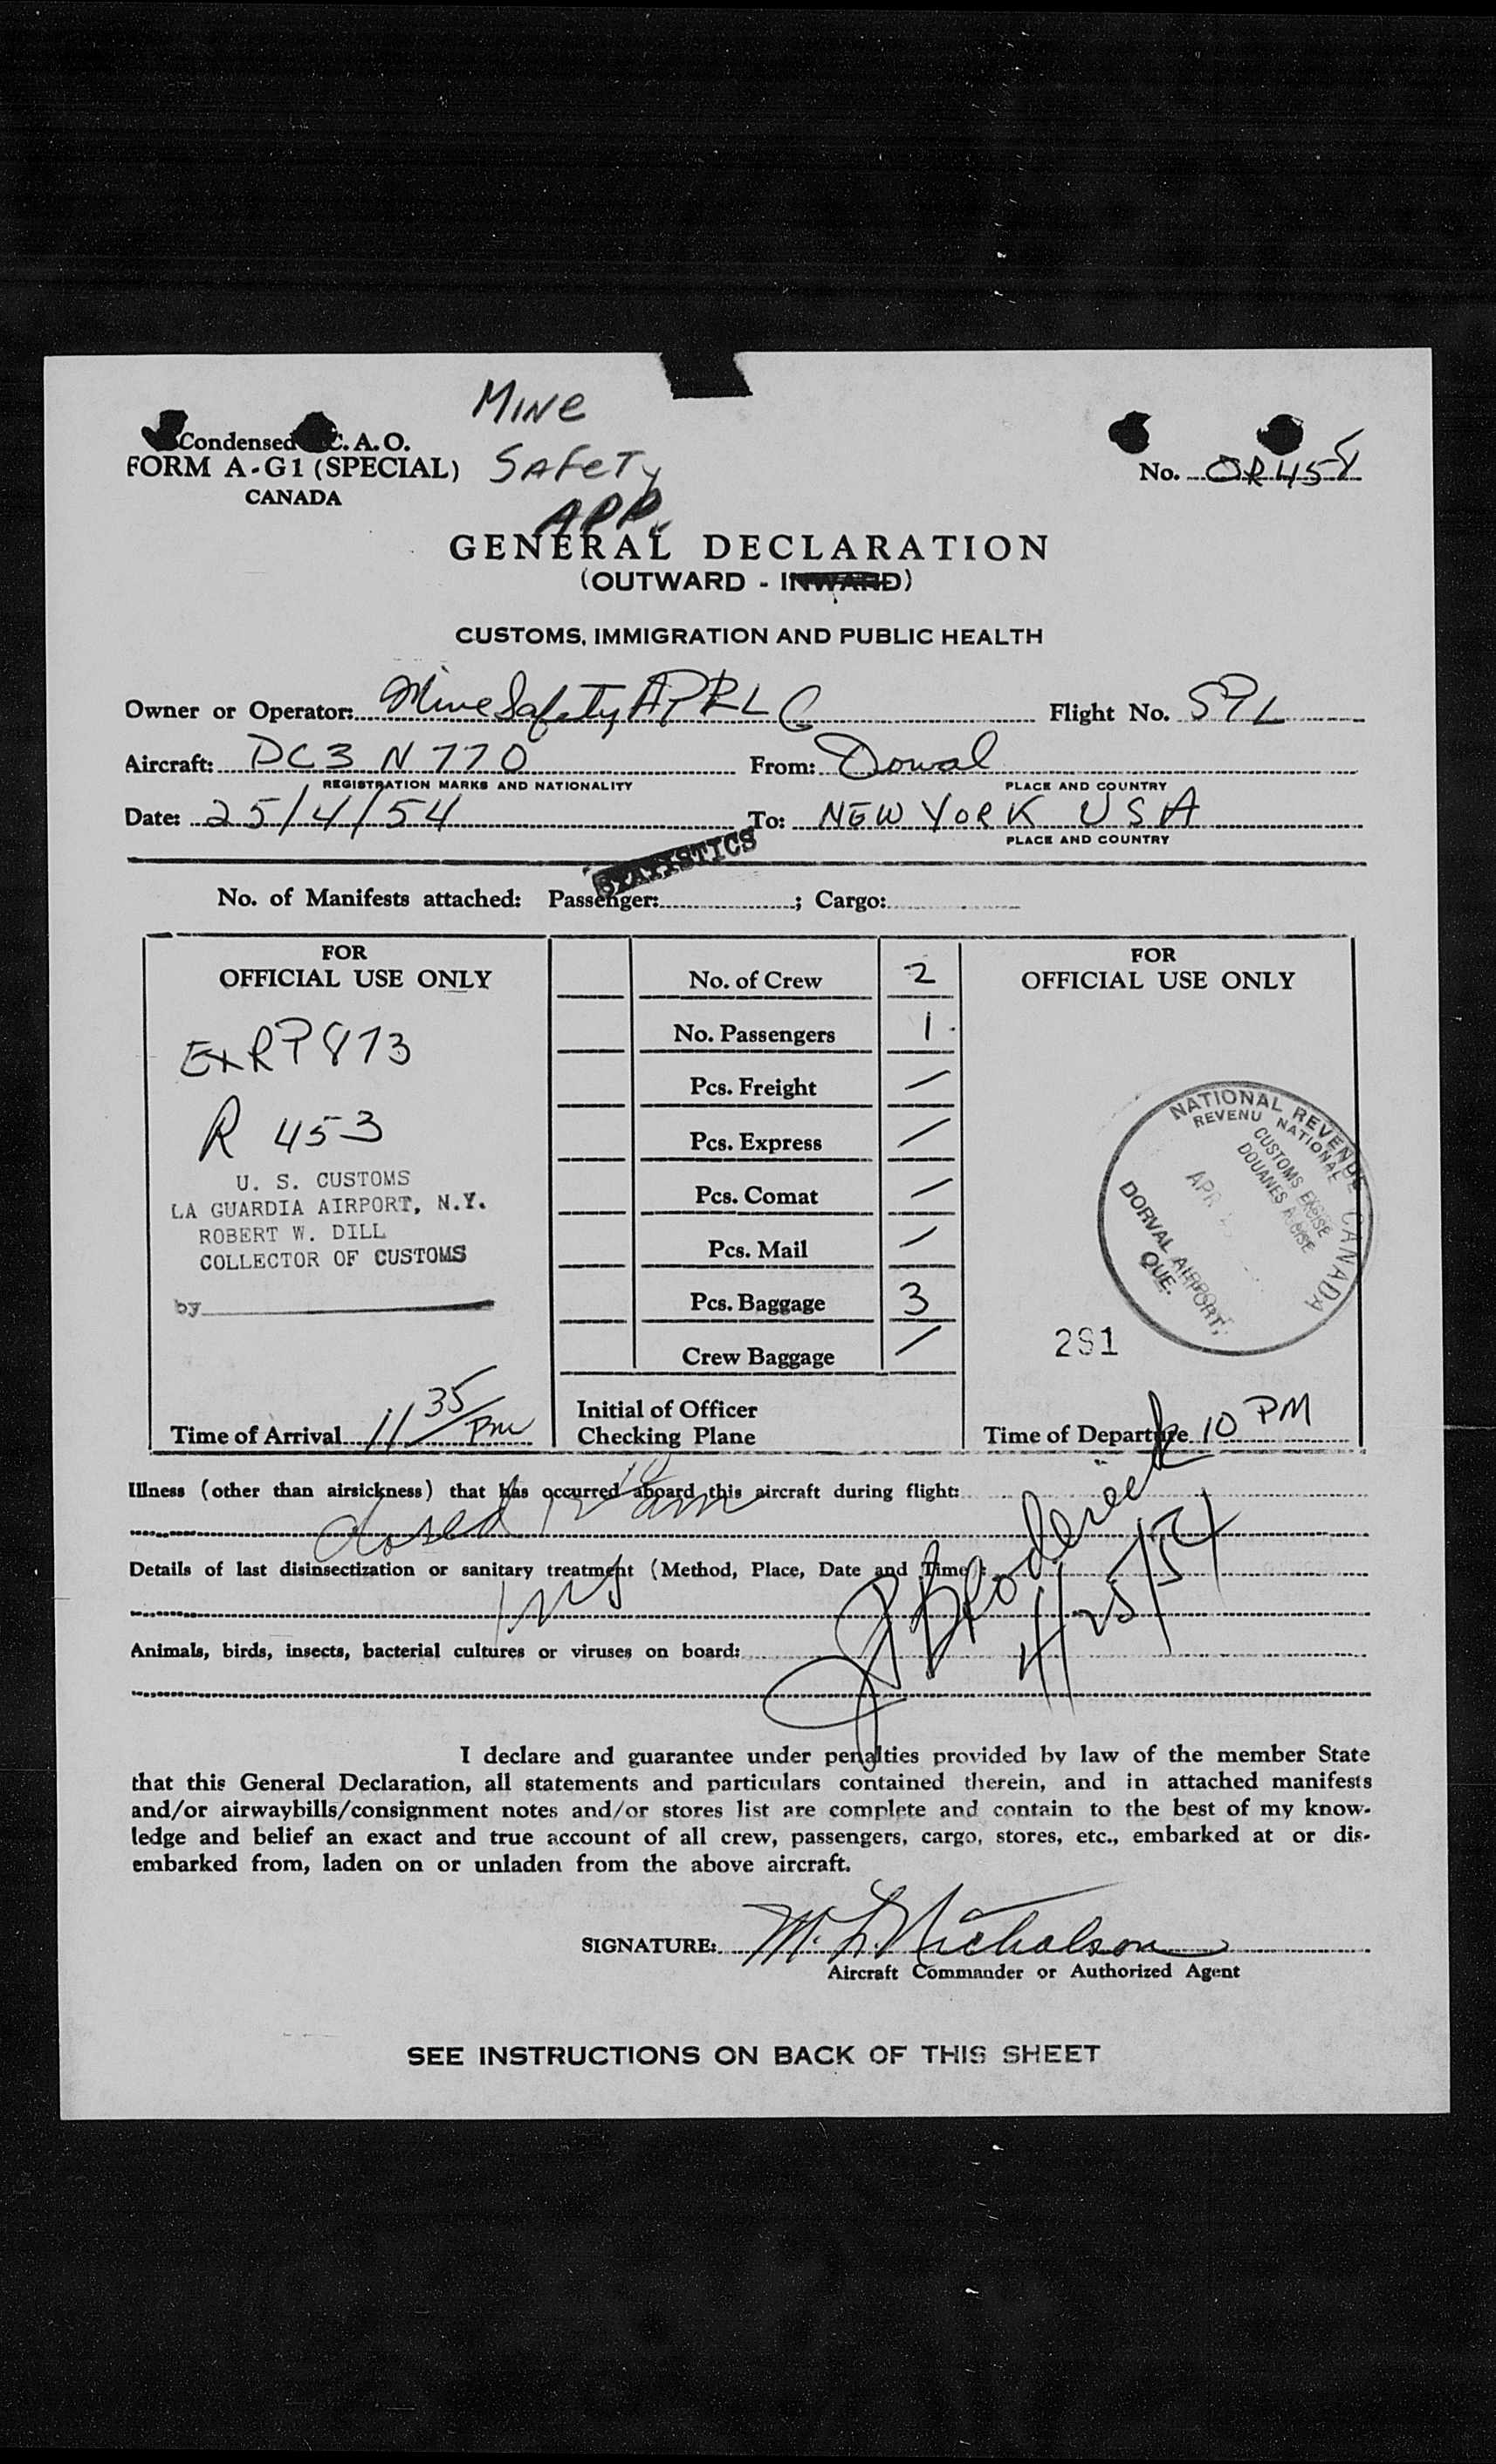 MINE
SAFETY
APP.
Condensed C. A. O.
FORM A-G1 (SPECIAL)
CANADA
No.
GENERAL DECLARATION
(OUTWARD - INWARD)
CUSTOMS, IMMIGRATION AND PUBLIC HEALTH
Owner or Operator: Mine Safety
Flight No.
Aircraft: DC3 N 770 From:
REGISTRATION MARKS AND NATIONALITY PLACE AND COUNTRY
Date: 25/4/54 To: NEW YORK USA
PLACE AND COUNTRY
STATISTICS
No. of Manifests attached: Passenger: ; Cargo:
FOR
OFFICIAL USE ONLY
R 453
U. S. CUSTOMS
LA GUARDIA AIRPORT, N.Y.
ROBERT W. DILL
COLLECTOR OF CUSTOMS
by
Time of Arrival 11 35/PM
No. of Crew 2
No. Passengers 1
Pcs. Freight /
Pcs. Express /
Pcs. Comat /
Pcs. Mail /
Pcs. Baggage 3
Crew Baggage /
Initial of Officer
Checking Plane
FOR
OFFICIAL USE ONLY
NATIONAL REVENUE CANADA
REVENU NATIONAL
CUSTOMS EXCISE
DOUANES ACCISE
APR
DORVAL AIRPORT,
QUE.
291
Time of Departure 10 PM
Illness (other than airsickness) that has occurred aboard this aircraft during flight:
closed
Details of last disinsectization or sanitary treatment (Method, Place, Date and Time):
INS
J Broderick
4/25/54
Animals, birds, insects, bacterial cultures or viruses on board:
I declare and guarantee under penalties provided by law of the member State
that this General Declaration, all statements and particulars contained therein, and in attached manifests
and/or airwaybills/consignment notes and/or stores list are complete and contain to the best of my know-
ledge and belief an exact and true account of all crew, passengers, cargo, stores, etc., embarked at or dis-
embarked from, laden on or unladen from the above aircraft.
SIGNATURE: M. L. Nicholson
Aircraft Commander or Authorized Agent
SEE INSTRUCTIONS ON BACK OF THIS SHEET